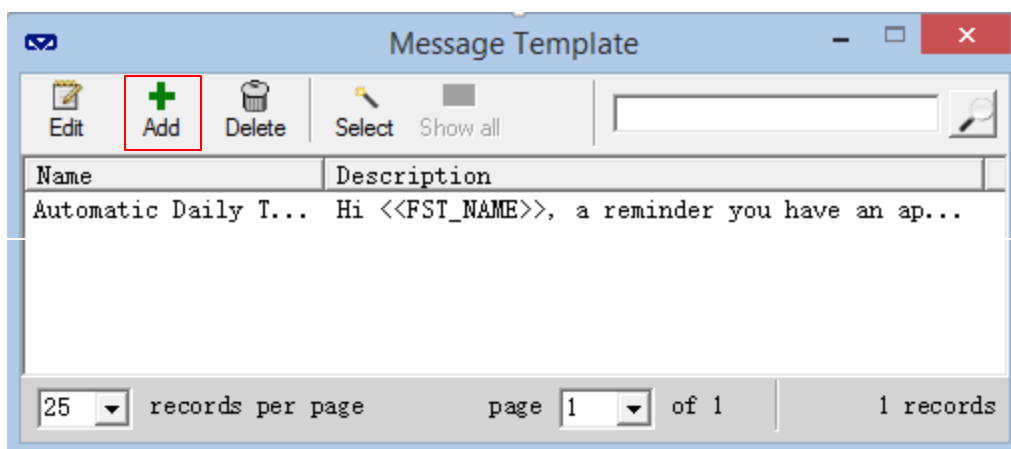 Message Template
Edit Add Delete Select Show all
Name Description
Automatic Daily T... Hi <<FST_NAME>>, a reminder you have an ap...
25 records per page page 1 of 1 1 records